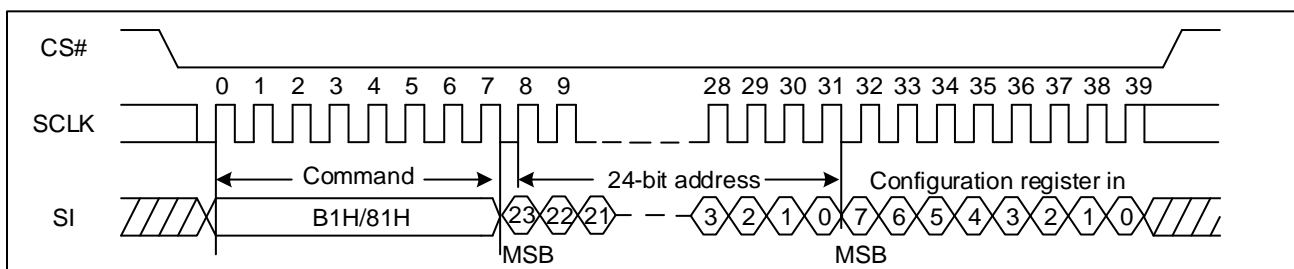 CS#
0 1 2 3 4 5 6 7 8 9 28 29 30 31 32 33 34 35 36 37 38 39
SCLK
Command 24-bit address Configuration register in
SI B1H/81H 23 22 21 3 2 1 0 7 6 5 4 3 2 1 0
MSB MSB